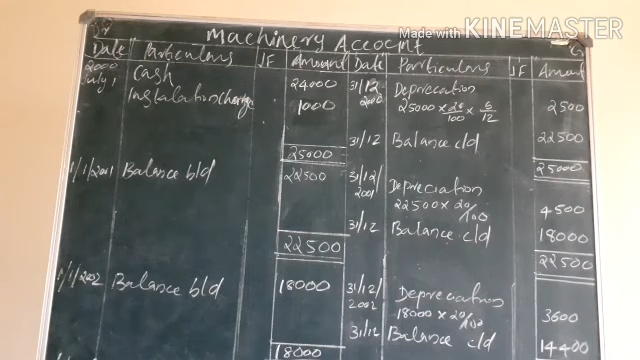 Made with KINEMASTER
Dr Machinery Account Cr
Date Particulars JF Amount Date Particulars JF Amount
2000
July 1 Cash 24000 31/12 Depreciation
Instalation charge 1000 2000 25000 × 20/100 × 6/12 2500
31/12 Balance c/d 22500
25000 25000
1/1/2001 Balance b/d 22500 31/12/2001 Depreciation
22500 × 20/100 4500
31/12 Balance c/d 18000
22500 22500
1/1/2002 Balance b/d 18000 31/12/2002 Depreciation
18000 × 20/100 3600
31/12 Balance c/d 14400
18000